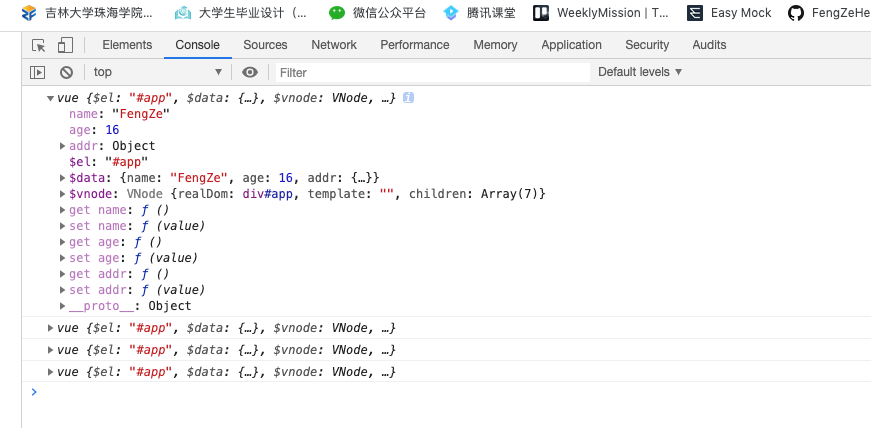 吉林大学珠海学院... 大学生毕业设计（... 微信公众平台 腾讯课堂 WeeklyMission | T... Easy Mock FengZeHe
Elements Console Sources Network Performance Memory Application Security Audits
top Filter Default levels
vue {$el: "#app", $data: {…}, $vnode: VNode, …}
name: "FengZe"
age: 16
addr: Object
$el: "#app"
$data: {name: "FengZe", age: 16, addr: {…}}
$vnode: VNode {realDom: div#app, template: "", children: Array(7)}
get name: ƒ ()
set name: ƒ (value)
get age: ƒ ()
set age: ƒ (value)
get addr: ƒ ()
set addr: ƒ (value)
__proto__: Object
vue {$el: "#app", $data: {…}, $vnode: VNode, …}
vue {$el: "#app", $data: {…}, $vnode: VNode, …}
vue {$el: "#app", $data: {…}, $vnode: VNode, …}